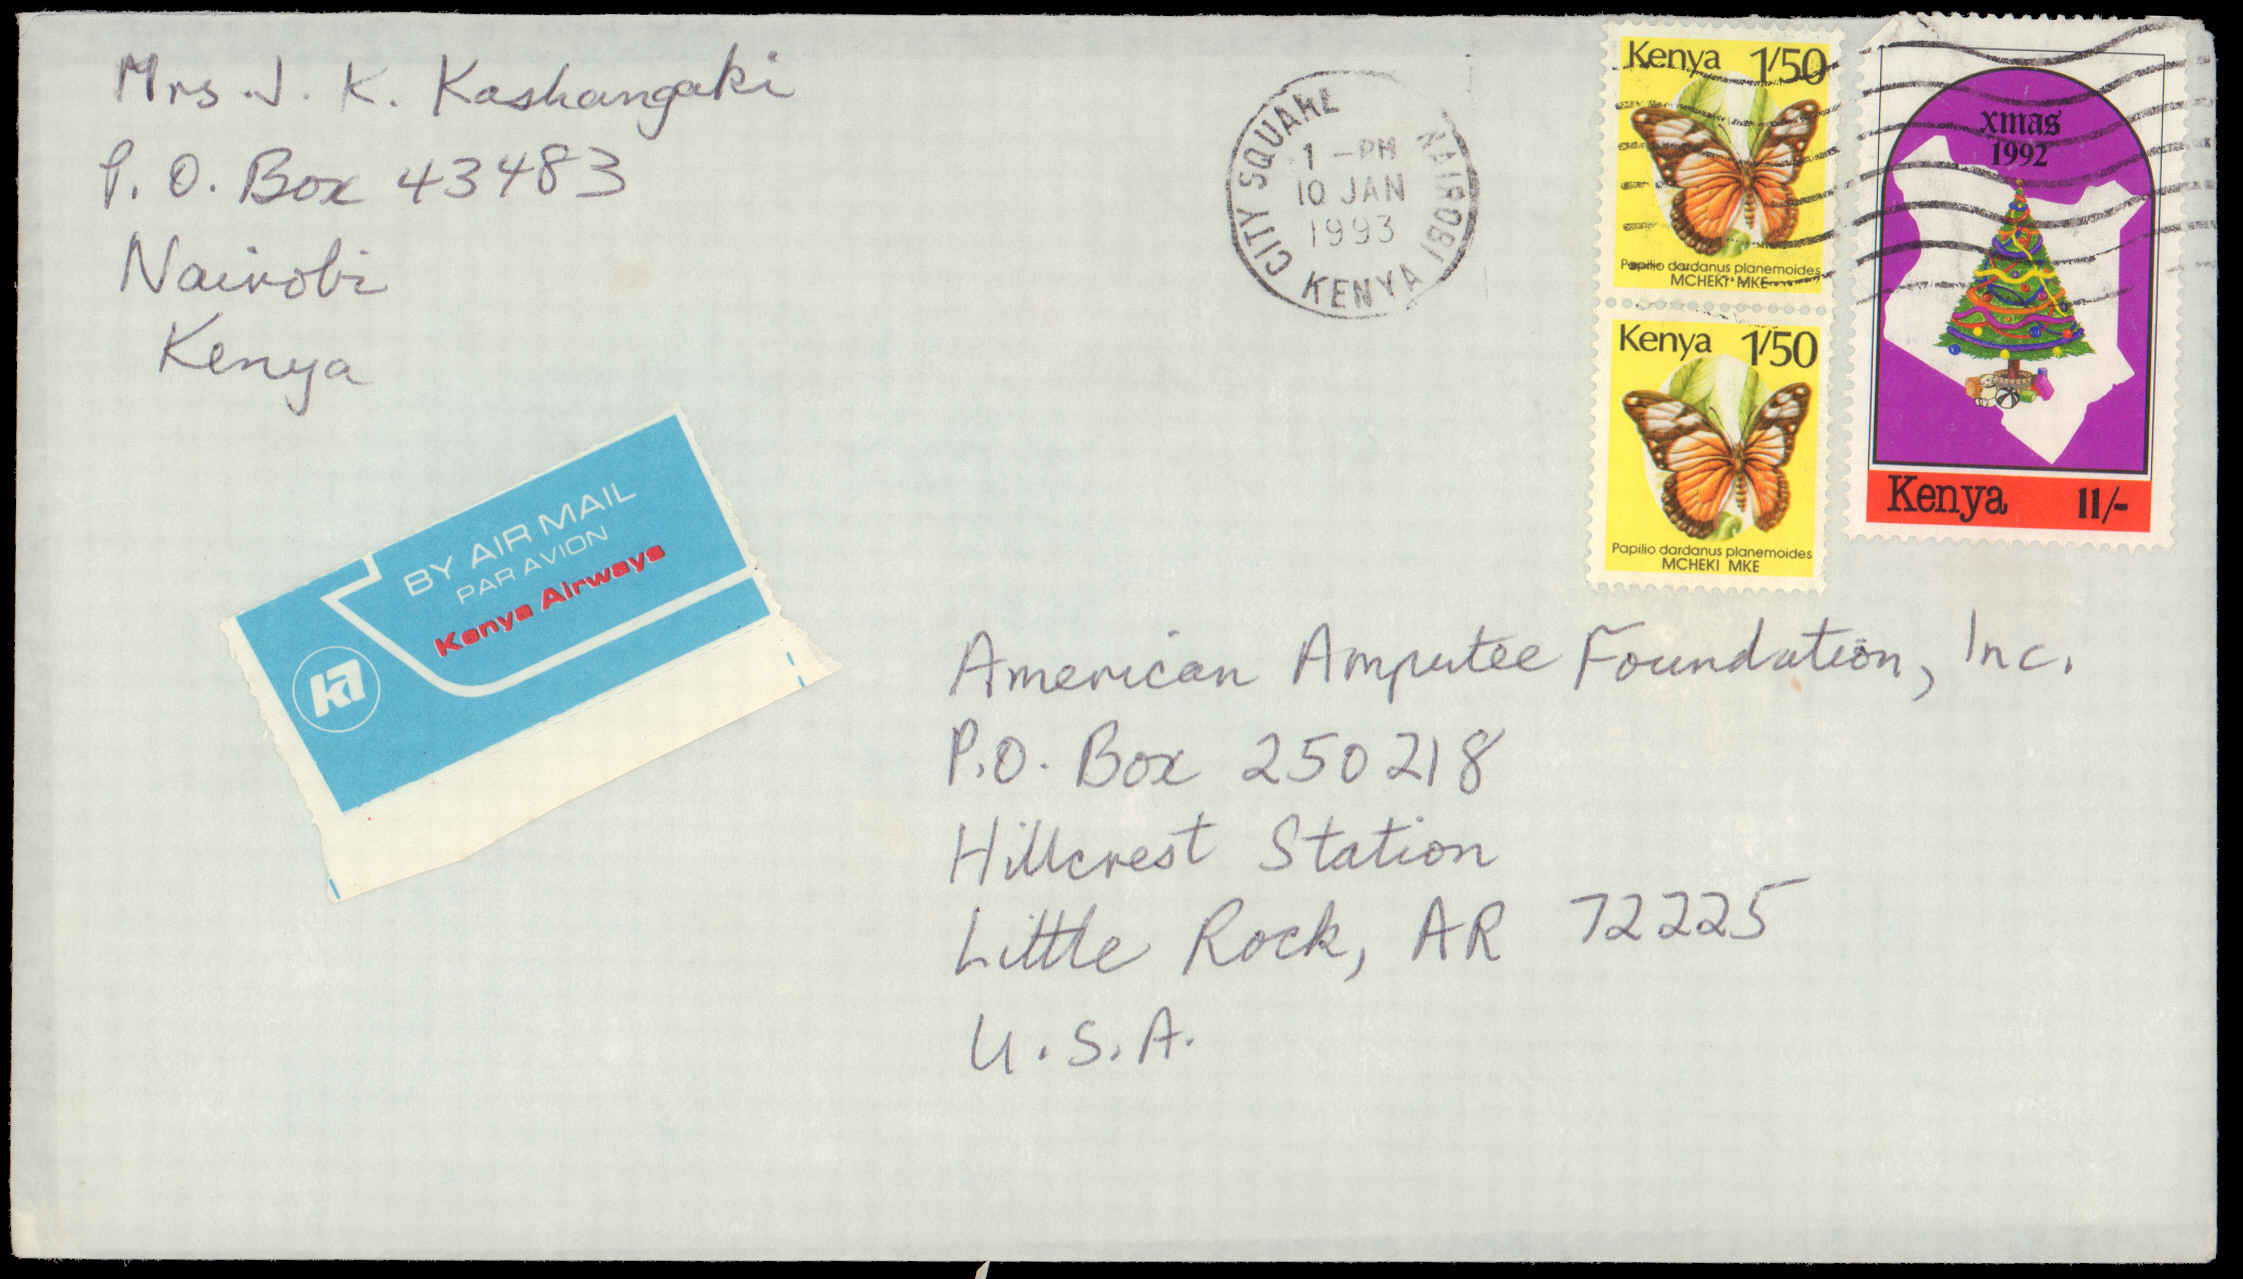 Mrs. J. K. Kashangaki
P. O. Box 43483
Nairobi
Kenya
CITY SQUARE NAIROBI
1 -PM
10 JAN
1993
KENYA
Kenya 1/50
Papilio dardanus planemoides
MCHEKI MKE
Kenya 1/50
Papilio dardanus planemoides
MCHEKI MKE
xmas
1992
Kenya 11/-
BY AIR MAIL
PAR AVION
Kenya Airways
KA
American Amputee Foundation, Inc.
P.O. Box 250218
Hillcrest Station
Little Rock, AR 72225
U.S.A.